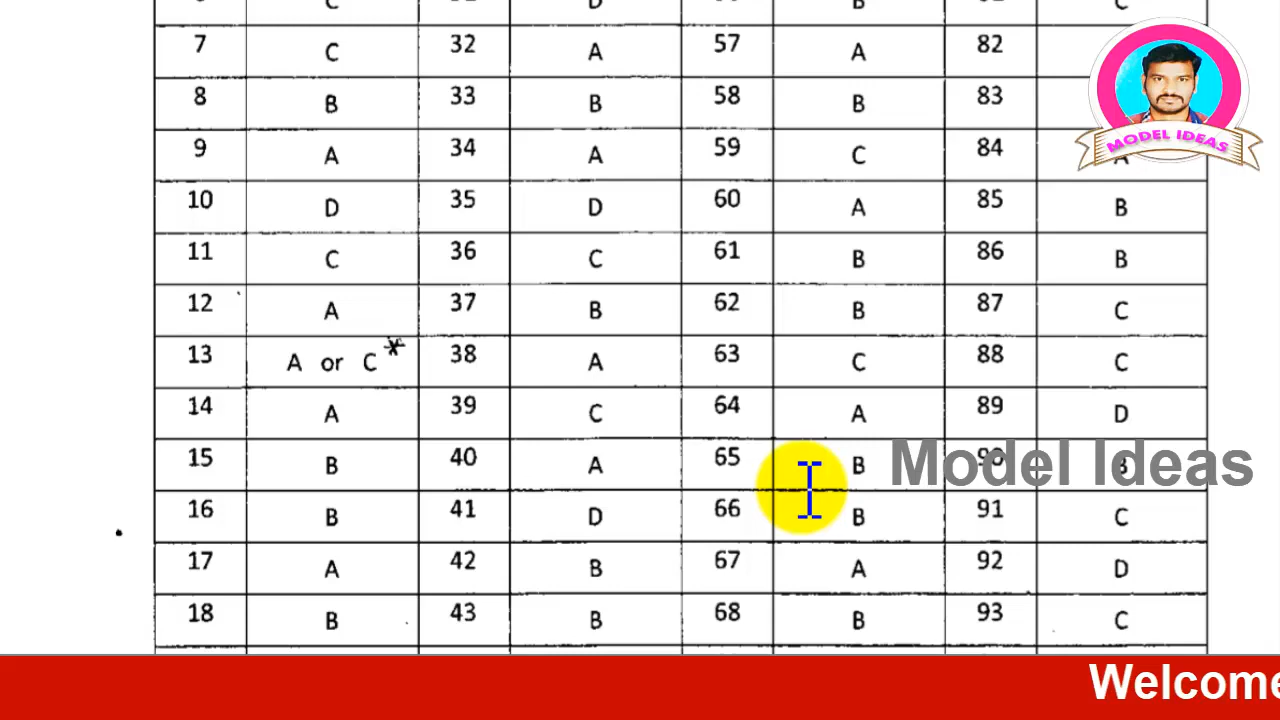 7 C 32 A 57 A 82
8 B 33 B 58 B 83
9 A 34 A 59 C 84 A
10 D 35 D 60 A 85 B
11 C 36 C 61 B 86 B
12 A 37 B 62 B 87 C
13 A or C* 38 A 63 C 88 C
14 A 39 C 64 A 89 D
15 B 40 A 65 B 90 B
16 B 41 D 66 B 91 C
17 A 42 B 67 A 92 D
18 B 43 B 68 B 93 C
MODEL IDEAS
Model Ideas
Welcome